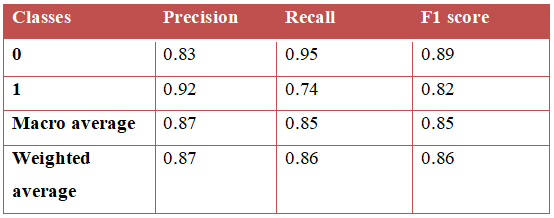 Classes Precision Recall F1 score
0 0.83 0.95 0.89
1 0.92 0.74 0.82
Macro average 0.87 0.85 0.85
Weighted 0.87 0.86 0.86
average